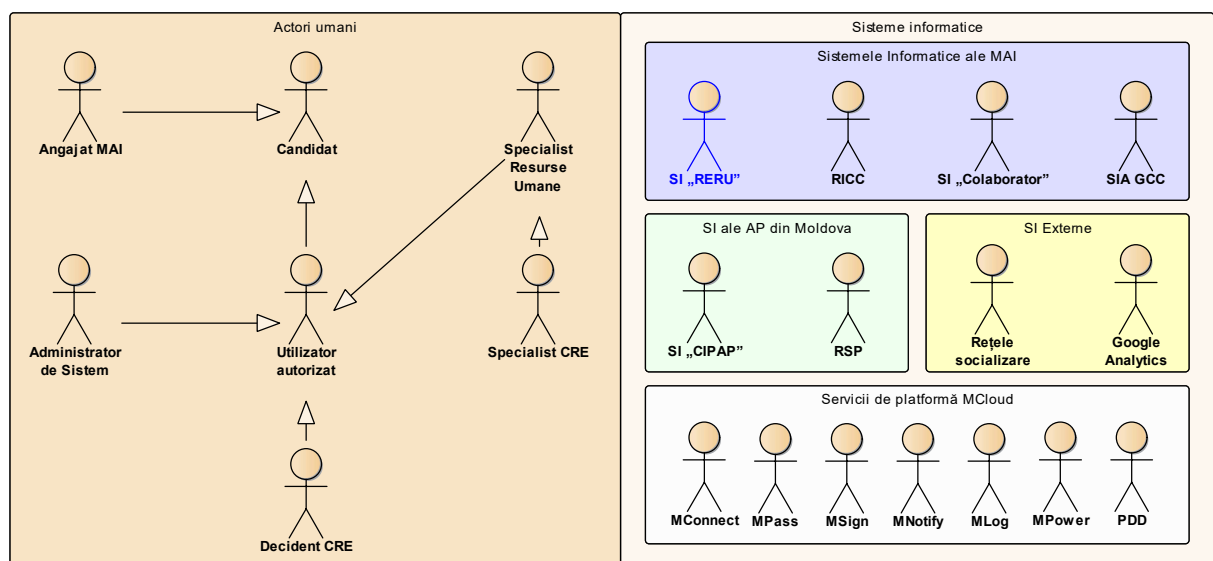 Actori umani
Angajat MAI
Candidat
Specialist
Resurse
Umane
Administrator
de Sistem
Utilizator
autorizat
Specialist CRE
Decident CRE
Sisteme informatice
Sistemele Informatice ale MAI
SI „RERU”
RICC
SI „Colaborator”
SIA GCC
SI ale AP din Moldova
SI „CIPAP”
RSP
SI Externe
Rețele
socializare
Google
Analytics
Servicii de platformă MCloud
MConnect
MPass
MSign
MNotify
MLog
MPower
PDD